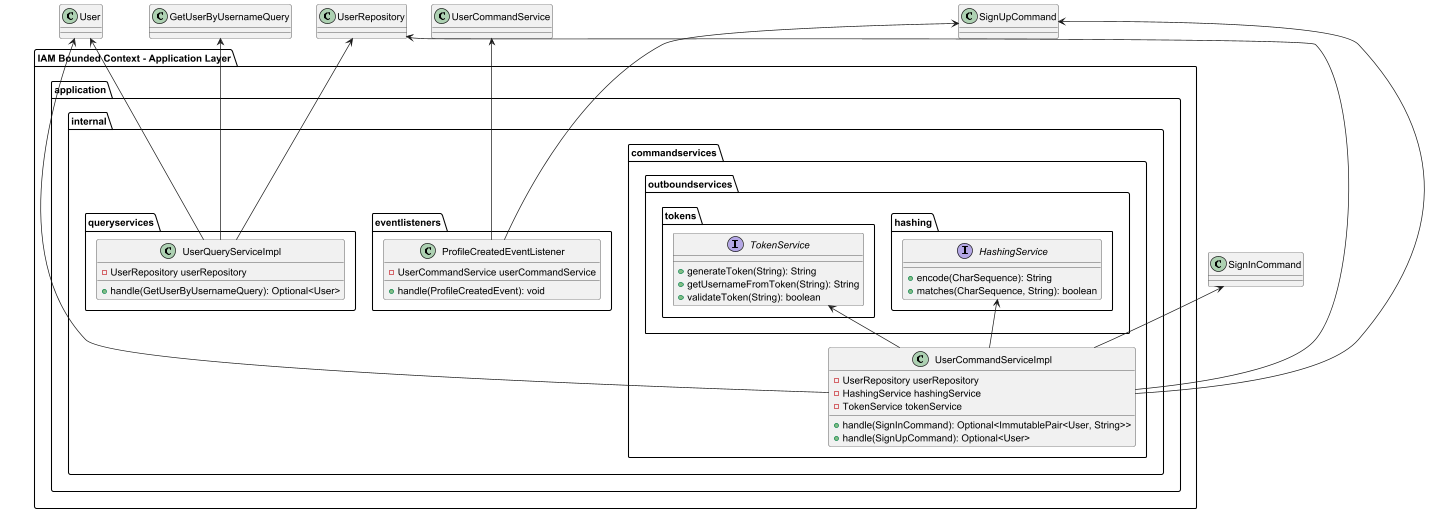 C User
C GetUserByUsernameQuery
C UserRepository
C UserCommandService
C SignUpCommand
IAM Bounded Context - Application Layer
application
internal
commandservices
outboundservices
queryservices
C UserQueryServiceImpl
UserRepository userRepository
handle(GetUserByUsernameQuery): Optional<User>
eventlisteners
C ProfileCreatedEventListener
UserCommandService userCommandService
handle(ProfileCreatedEvent): void
tokens
I TokenService
generateToken(String): String
getUsernameFromToken(String): String
validateToken(String): boolean
hashing
I HashingService
encode(CharSequence): String
matches(CharSequence, String): boolean
C SignInCommand
C UserCommandServiceImpl
UserRepository userRepository
HashingService hashingService
TokenService tokenService
handle(SignInCommand): Optional<ImmutablePair<User, String>>
handle(SignUpCommand): Optional<User>